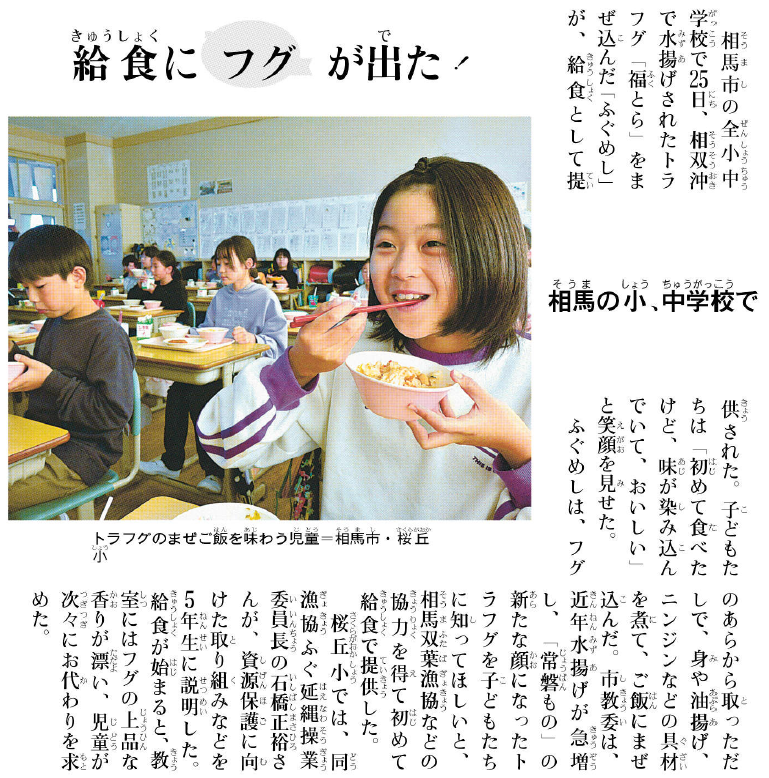 給食にフグが出た!
相馬の小、中学校で
相馬市の全小中
学校で25日、相双沖
で水揚げされたトラ
フグ「福とら」をま
ぜ込んだ「ふぐめし」
が、給食として提
供された。子どもた
ちは「初めて食べた
けど、味が染み込ん
でいて、おいしい」
と笑顔を見せた。
ふぐめしは、フグ
のあらから取っただ
しで、身や油揚げ、
ニンジンなどの具材
を煮て、ご飯にまぜ
込んだ。市教委は、
近年水揚げが急増
し、「常磐もの」の
新たな顔になったト
ラフグを子どもたち
に知ってほしいと、
相馬双葉漁協などの
協力を得て初めて
給食で提供した。
桜丘小では、同
漁協ふぐ延縄操業
委員長の石橋正裕さ
んが、資源保護に向
けた取り組みなどを
5年生に説明した。
給食が始まると、教
室にはフグの上品な
香りが漂い、児童が
次々にお代わりを求
めた。
トラフグのまぜご飯を味わう児童=相馬市・桜丘
小